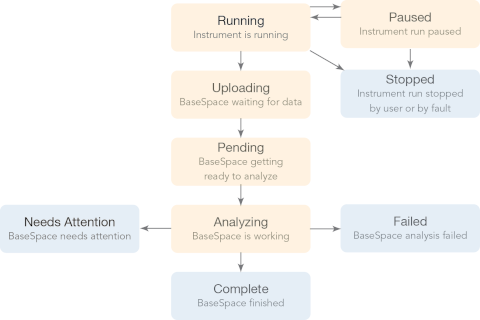 Running
Instrument is running
Paused
Instrument run paused
Uploading
BaseSpace waiting for data
Stopped
Instrument run stopped
by user or by fault
Pending
BaseSpace getting
ready to analyze
Needs Attention
BaseSpace needs attention
Analyzing
BaseSpace is working
Failed
BaseSpace analysis failed
Complete
BaseSpace finished